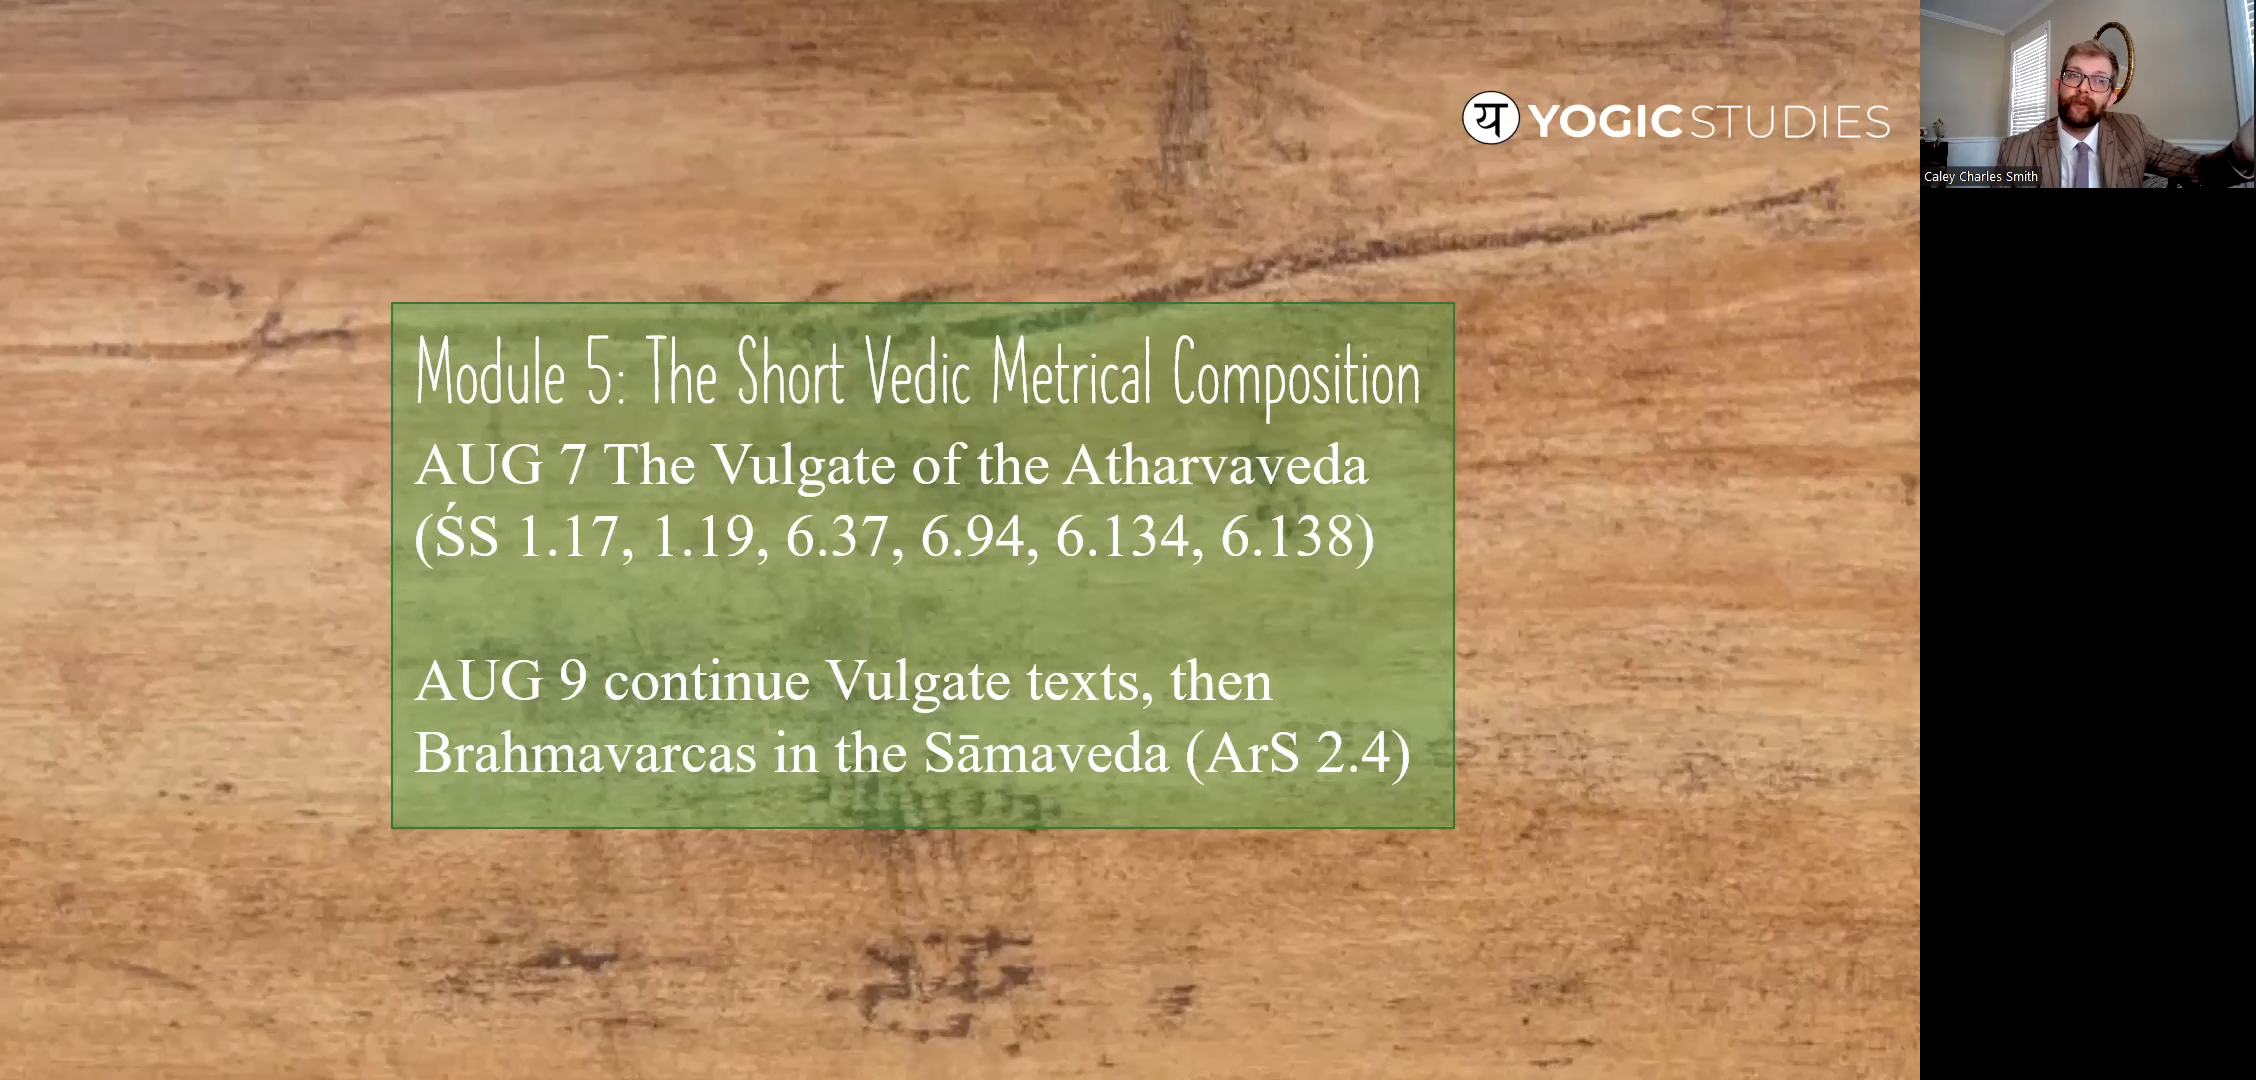 य YOGICSTUDIES
Caley Charles Smith
Module 5: The Short Vedic Metrical Composition
AUG 7 The Vulgate of the Atharvaveda
(ŚS 1.17, 1.19, 6.37, 6.94, 6.134, 6.138)
AUG 9 continue Vulgate texts, then
Brahmavarcas in the Sāmaveda (ArS 2.4)